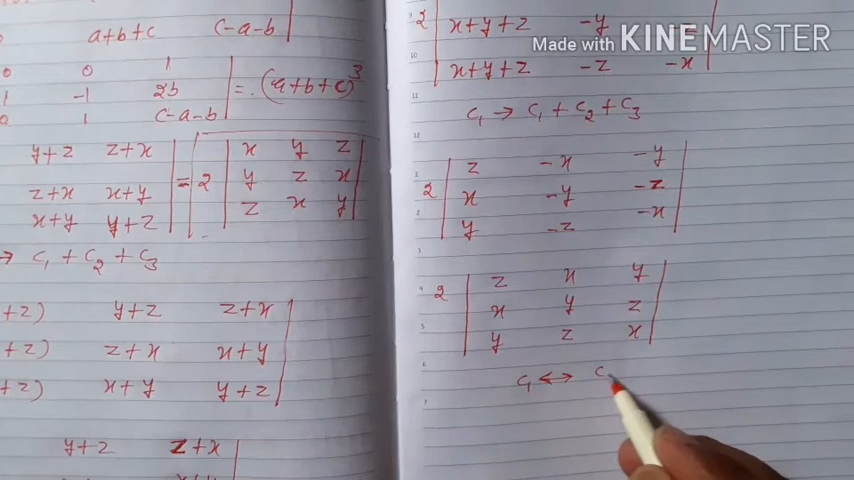 a+b+c c-a-b
0 0 1
1 -1 2b = (a+b+c)³
0 1 c-a-b
y+z z+x x y z
z+x x+y = 2 y z x
x+y y+z z x y
→ C₁ + C₂ + C₃
+z) y+z z+x
+z) z+x x+y
+z) x+y y+z
y+z z+x
2 x+y+z -y
x+y+z -z -x
Made with KINEMASTER
C₁ → C₁ + C₂ + C₃
z -x -y
2 x -y -z
y -z -x
z x y
2 x y z
y z x
C₁ ↔ C